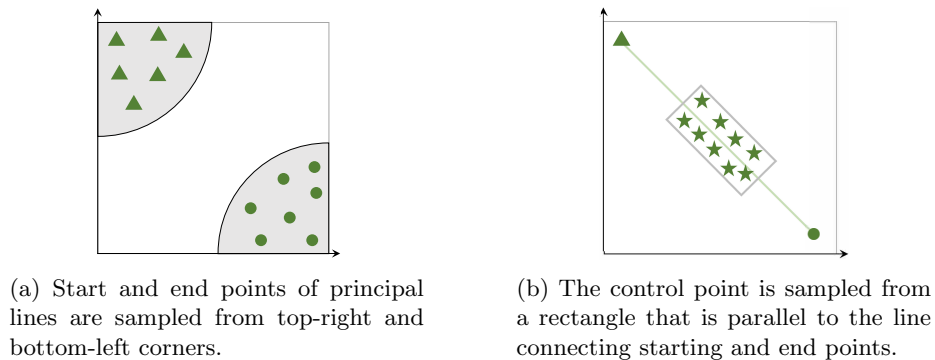 (a) Start and end points of principal
lines are sampled from top-right and
bottom-left corners.
(b) The control point is sampled from
a rectangle that is parallel to the line
connecting starting and end points.